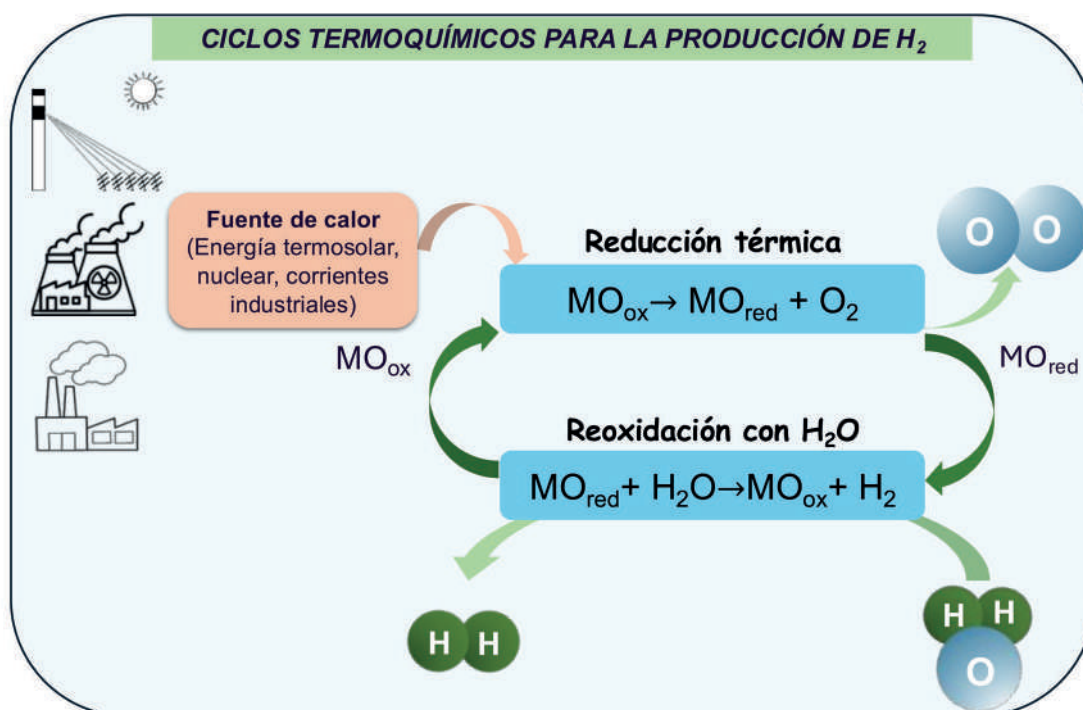 CICLOS TERMOQUÍMICOS PARA LA PRODUCCIÓN DE H₂
Fuente de calor
(Energía termosolar,
nuclear, corrientes
industriales)
Reducción térmica
MOox→ MOred + O₂
O O
MOox
MOred
Reoxidación con H₂O
MOred+ H₂O→MOox+ H₂
H H
H H
O